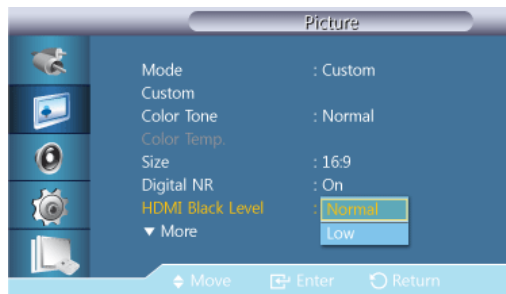 Picture
Mode : Custom
Custom
Color Tone : Normal
Color Temp.
Size : 16:9
Digital NR : On
HDMI Black Level : Normal
▼ More Low
Move Enter Return